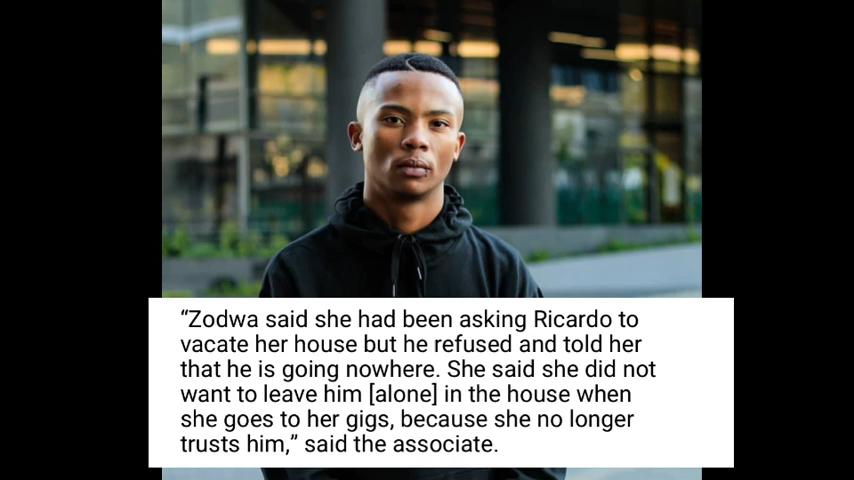 “Zodwa said she had been asking Ricardo to
vacate her house but he refused and told her
that he is going nowhere. She said she did not
want to leave him [alone] in the house when
she goes to her gigs, because she no longer
trusts him,” said the associate.